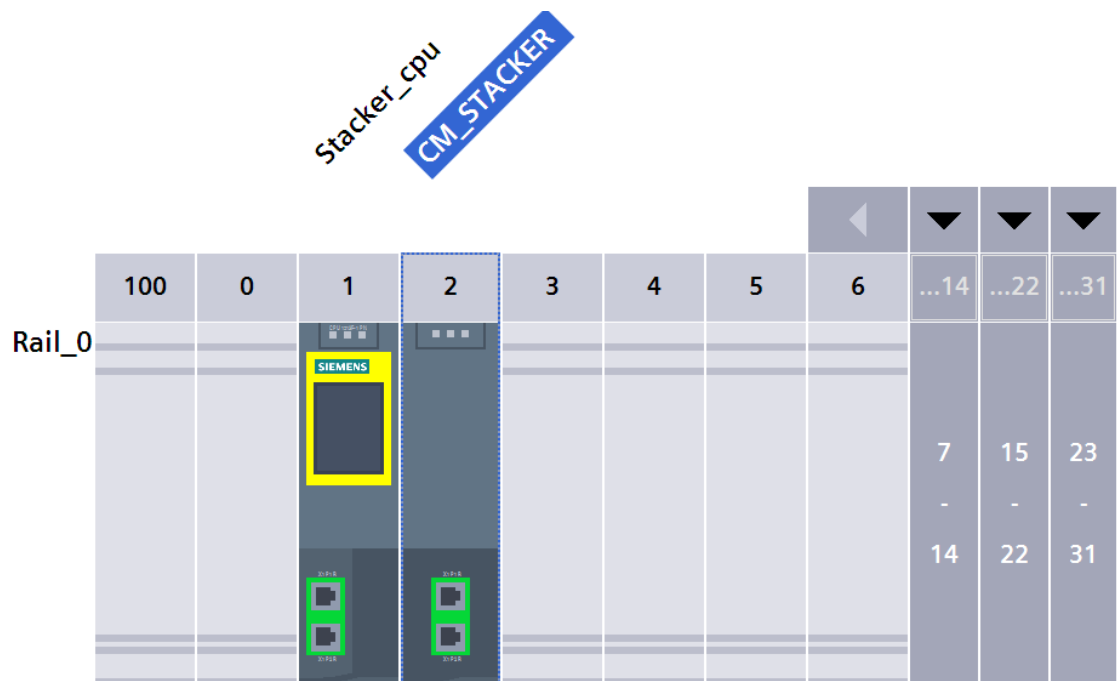 Stacker_cpu
CM_STACKER
100 0 1 2 3 4 5 6 ...14 ...22 ...31
Rail_0
SIEMENS
7 15 23
- - -
14 22 31